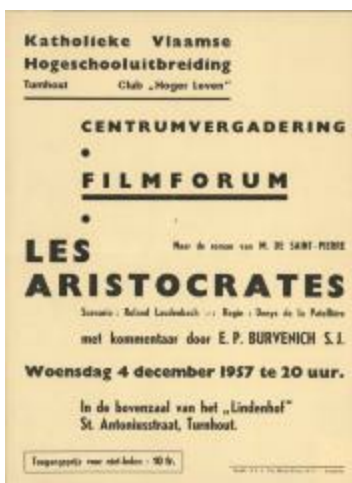 Katholieke Vlaamse
Hogeschooluitbreiding
Turnhout Club „Hoger Leven"
CENTRUMVERGADERING
FILMFORUM
LES
Naar de roman van M. DE SAINT-PIERRE
ARISTOCRATES
Scenario : Roland Laudenbach -:- Regie : Denys de la Patellière
met kommentaar door E. P. BURVENICH S. J.
Woensdag 4 december 1957 te 20 uur.
In de bovenzaal van het „Lindenhof"
St. Antoniusstraat, Turnhout.
Toegangsprijs voor niet-leden : 10 fr.